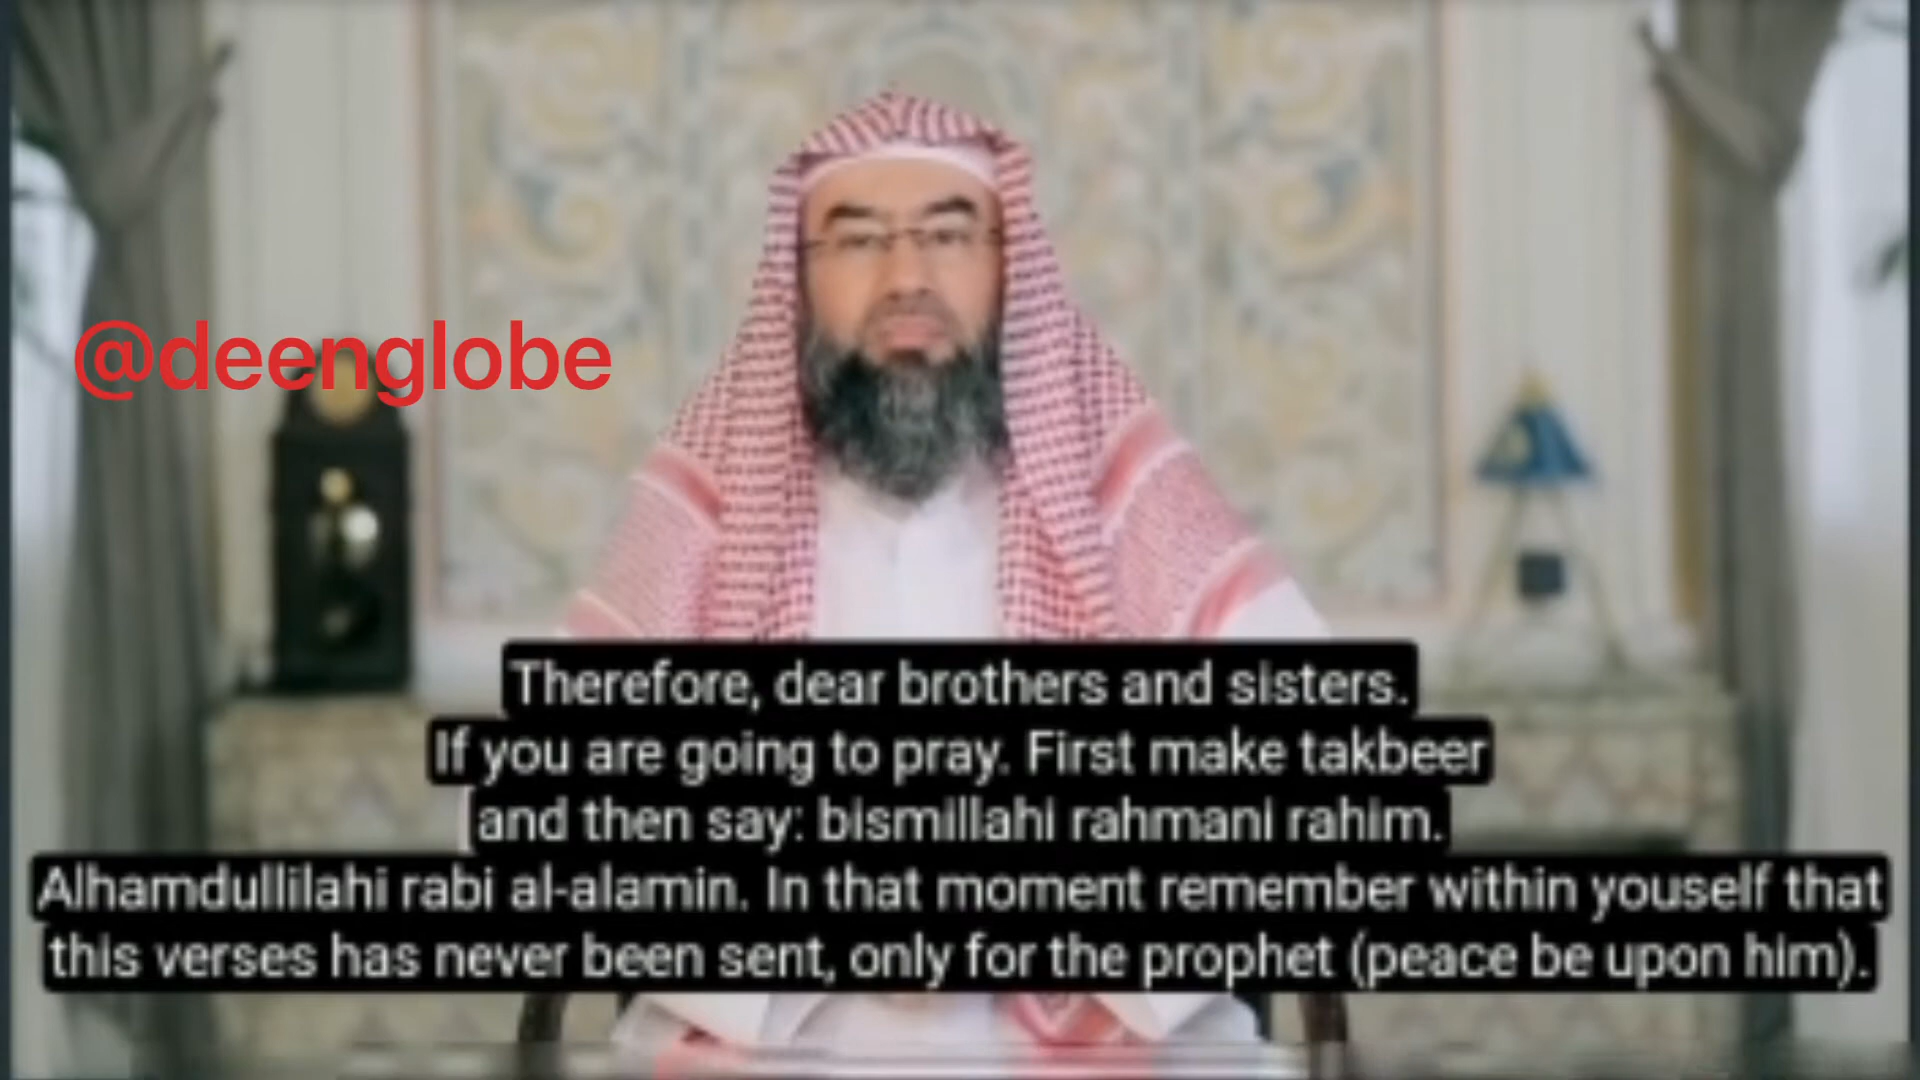 @deenglobe
Therefore, dear brothers and sisters.
If you are going to pray. First make takbeer
and then say: bismillahi rahmani rahim.
Alhamdullilahi rabi al-alamin. In that moment remember within youself that
this verses has never been sent, only for the prophet (peace be upon him).